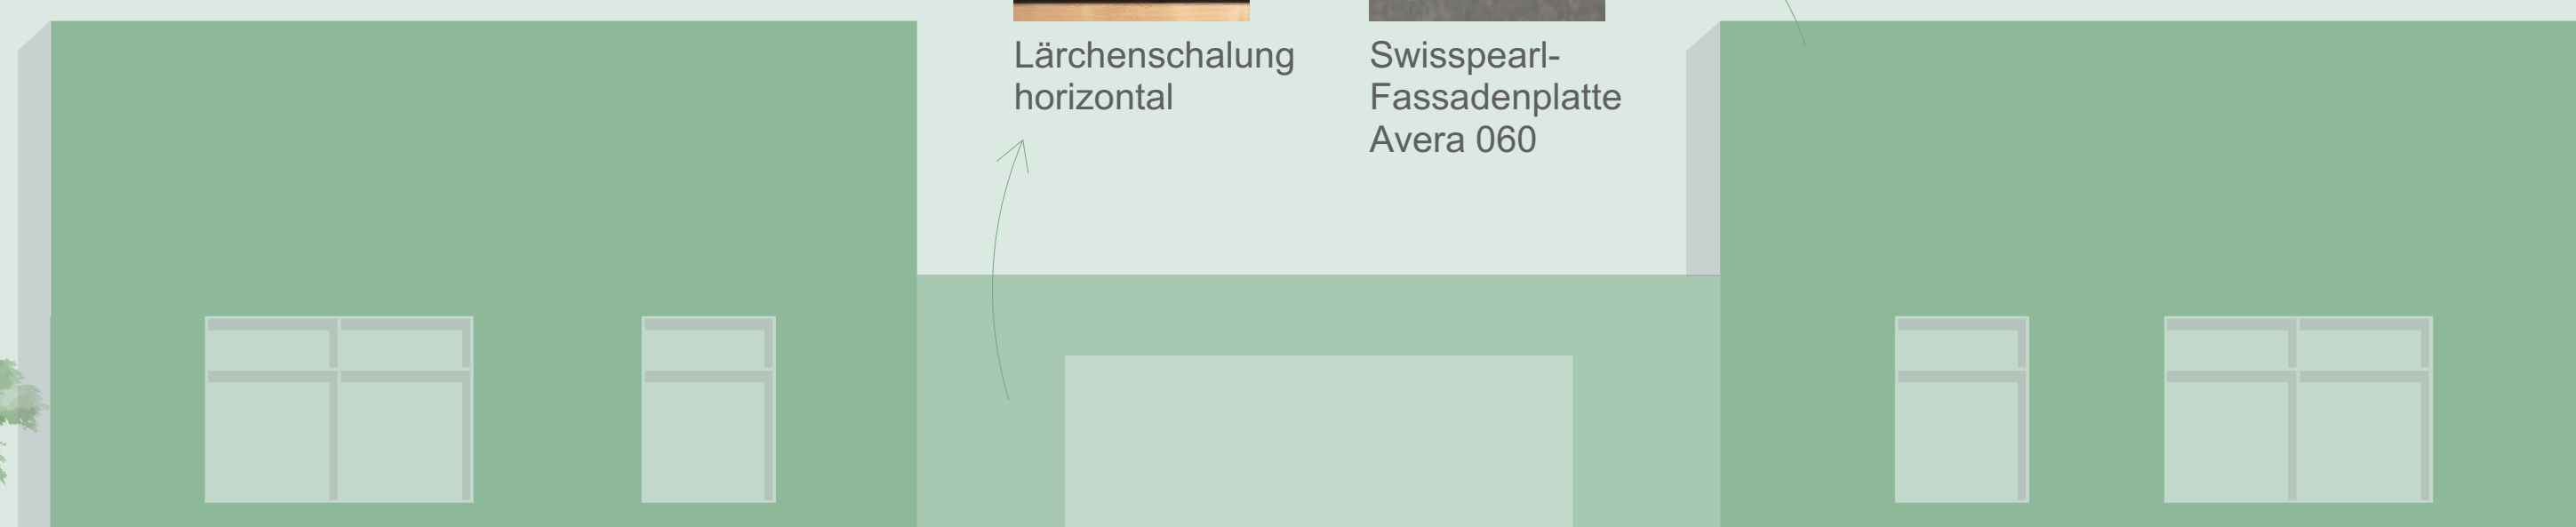 Lärchenschalung
horizontal
Swisspearl-
Fassadenplatte
Avera 060